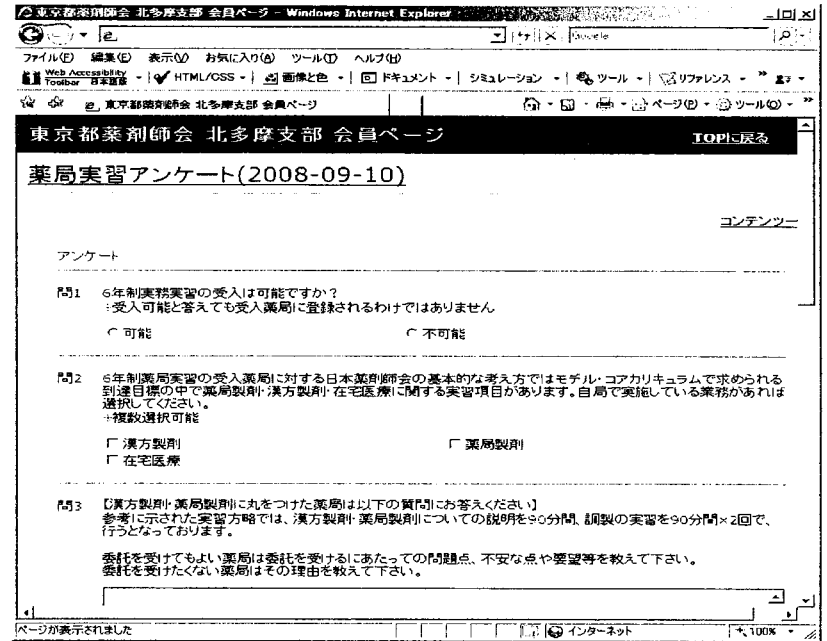 東京都薬剤師会 北多摩支部 会員ページ - Windows Internet Explorer
Google
ファイル(F) 編集(E) 表示(V) お気に入り(A) ツール(T) ヘルプ(H)
Web Accessibility Toolbar 日本語版 HTML/CSS 画像と色 ドキュメント シミュレーション ツール リファレンス
東京都薬剤師会 北多摩支部 会員ページ ページ(P) ツール(O)
東京都薬剤師会 北多摩支部 会員ページ TOPに戻る
薬局実習アンケート(2008-09-10)
コンテンツー
アンケート
問1 6年制実務実習の受入は可能ですか?
受入可能と答えても受入薬局に登録されるわけではありません
可能 不可能
問2 6年制薬局実習の受入薬局に対する日本薬剤師会の基本的な考え方ではモデル・コアカリキュラムで求められる
到達目標の中で薬局製剤・漢方製剤・在宅医療に関する実習項目があります。自局で実施している業務があれば
選択してください。
複数選択可能
漢方製剤 薬局製剤
在宅医療
問3 【漢方製剤・薬局製剤に丸をつけた薬局は以下の質問にお答えください】
参考に示された実習方略では、漢方製剤・薬局製剤についての説明を90分間、調製の実習を90分間×2回で、
行うとなっております。
委託を受けてもよい薬局は委託を受けるにあたっての問題点、不安な点や要望等を教えて下さい。
委託を受けたくない薬局はその理由を教えて下さい。
ページが表示されました インターネット 100%